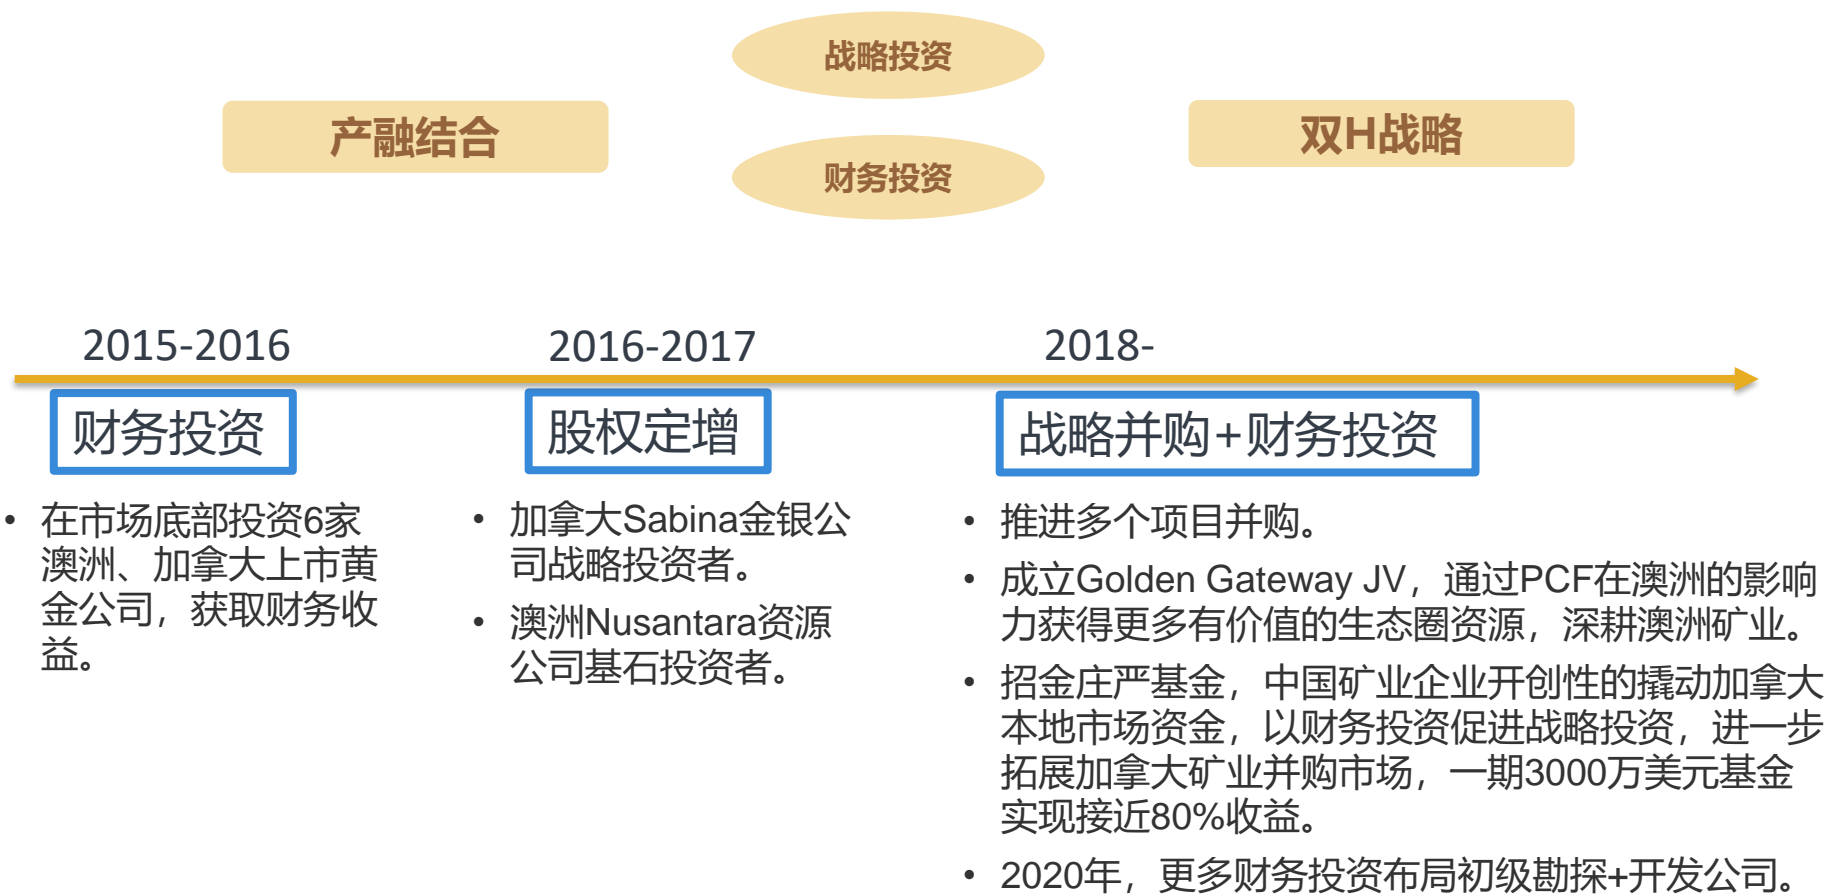 战略投资
产融结合
双H战略
财务投资
2015-2016
2016-2017
2018-
财务投资
股权定增
战略并购+财务投资
• 在市场底部投资6家
澳洲、加拿大上市黄
金公司，获取财务收
益。
• 加拿大Sabina金银公
司战略投资者。
• 澳洲Nusantara资源
公司基石投资者。
• 推进多个项目并购。
• 成立Golden Gateway JV，通过PCF在澳洲的影响
力获得更多有价值的生态圈资源，深耕澳洲矿业。
• 招金庄严基金，中国矿业企业开创性的撬动加拿大
本地市场资金，以财务投资促进战略投资，进一步
拓展加拿大矿业并购市场，一期3000万美元基金
实现接近80%收益。
• 2020年，更多财务投资布局初级勘探+开发公司。